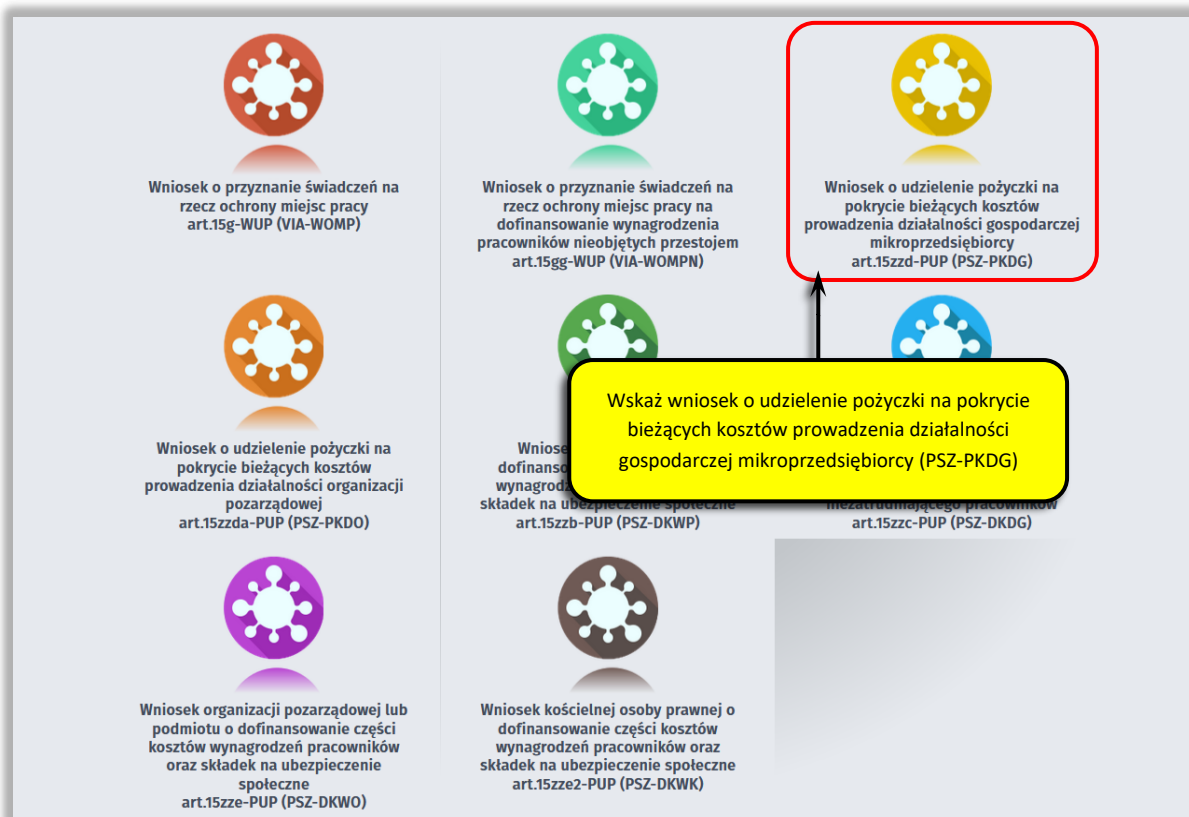 Wniosek o przyznanie świadczeń na
rzecz ochrony miejsc pracy
art.15g-WUP (VIA-WOMP)
Wniosek o przyznanie świadczeń na
rzecz ochrony miejsc pracy na
dofinansowanie wynagrodzenia
pracowników nieobjętych przestojem
art.15gg-WUP (VIA-WOMPN)
Wniosek o udzielenie pożyczki na
pokrycie bieżących kosztów
prowadzenia działalności gospodarczej
mikroprzedsiębiorcy
art.15zzd-PUP (PSZ-PKDG)
Wniosek o udzielenie pożyczki na
pokrycie bieżących kosztów
prowadzenia działalności organizacji
pozarządowej
art.15zzda-PUP (PSZ-PKDO)
składek na ubezpieczenie społeczne
art.15zzb-PUP (PSZ-DKWP)
niezatrudniającego pracowników
art.15zzc-PUP (PSZ-DKDG)
Wskaż wniosek o udzielenie pożyczki na pokrycie
bieżących kosztów prowadzenia działalności
gospodarczej mikroprzedsiębiorcy (PSZ-PKDG)
Wniosek organizacji pozarządowej lub
podmiotu o dofinansowanie części
kosztów wynagrodzeń pracowników
oraz składek na ubezpieczenie
społeczne
art.15zze-PUP (PSZ-DKWO)
Wniosek kościelnej osoby prawnej o
dofinansowanie części kosztów
wynagrodzeń pracowników oraz
składek na ubezpieczenie społeczne
art.15zze2-PUP (PSZ-DKWK)